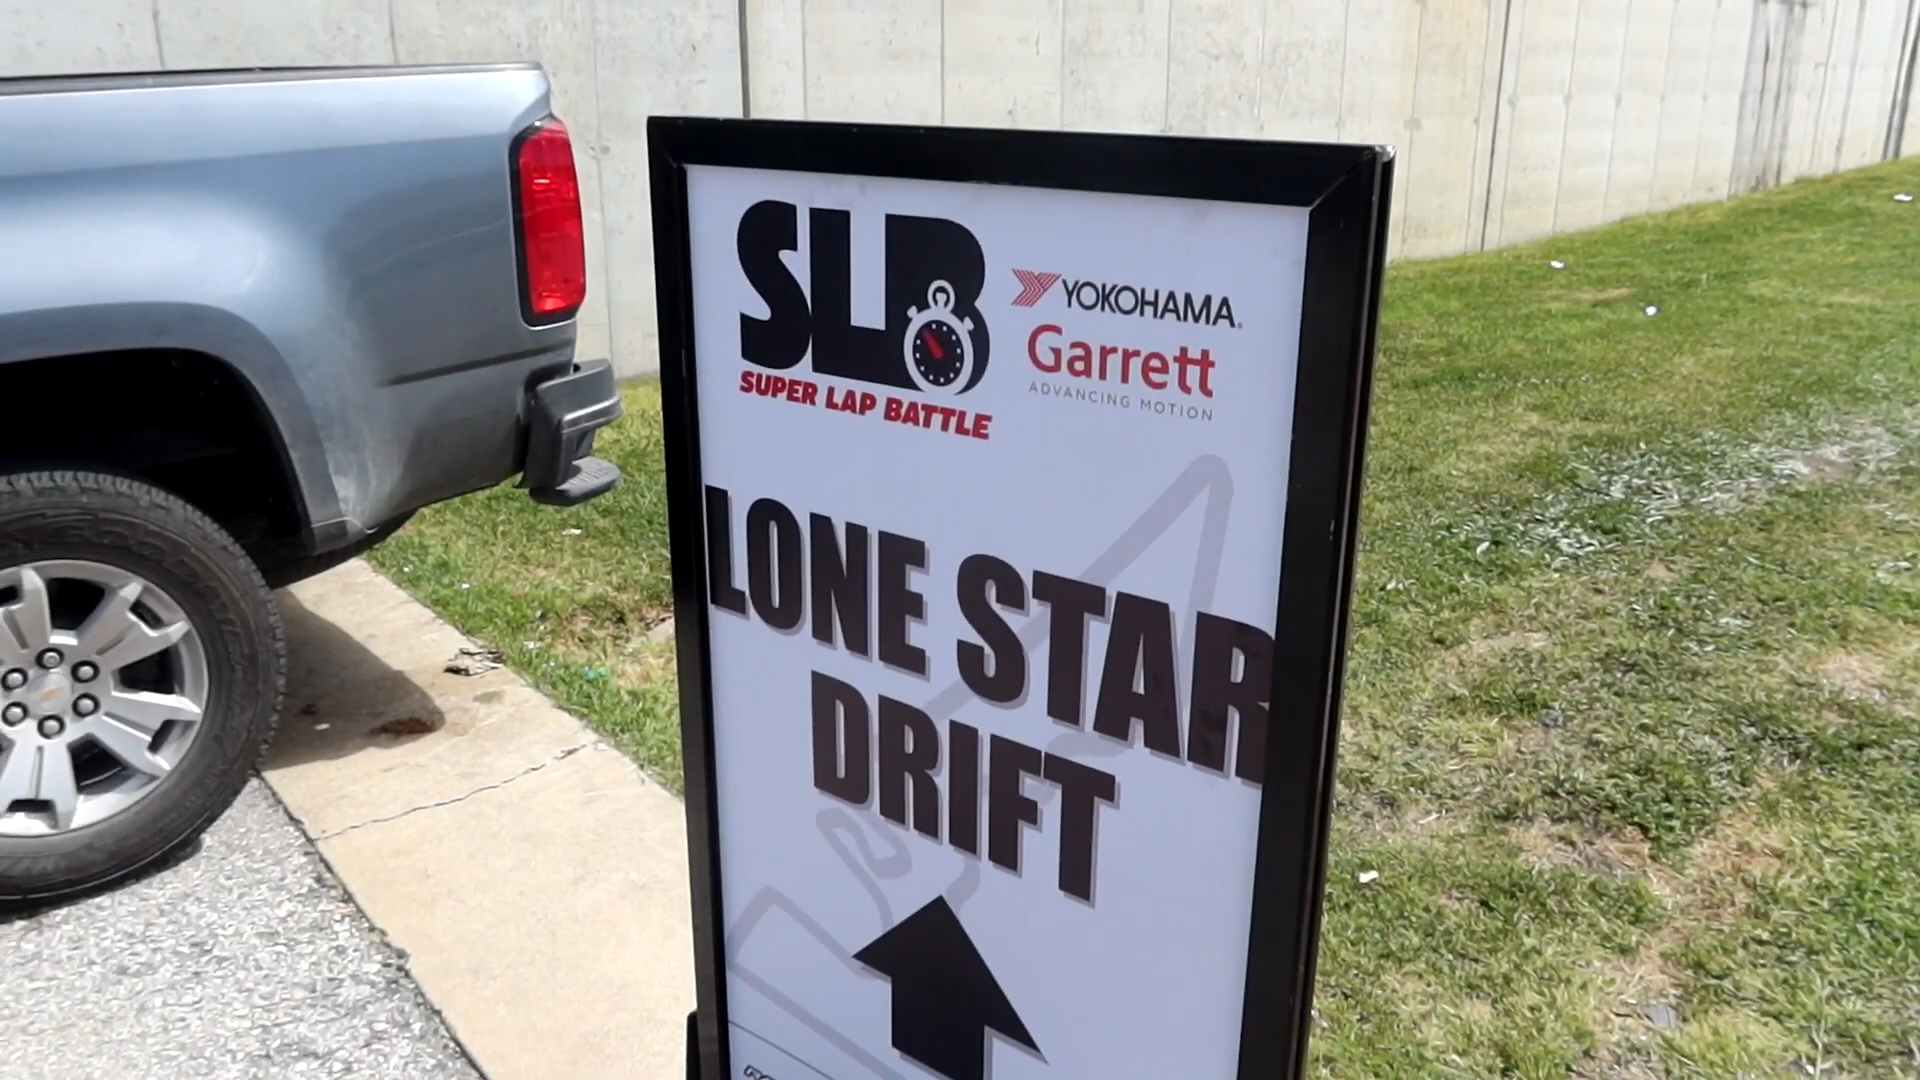 SLB
SUPER LAP BATTLE
YOKOHAMA
Garrett
ADVANCING MOTION
LONE STAR
DRIFT